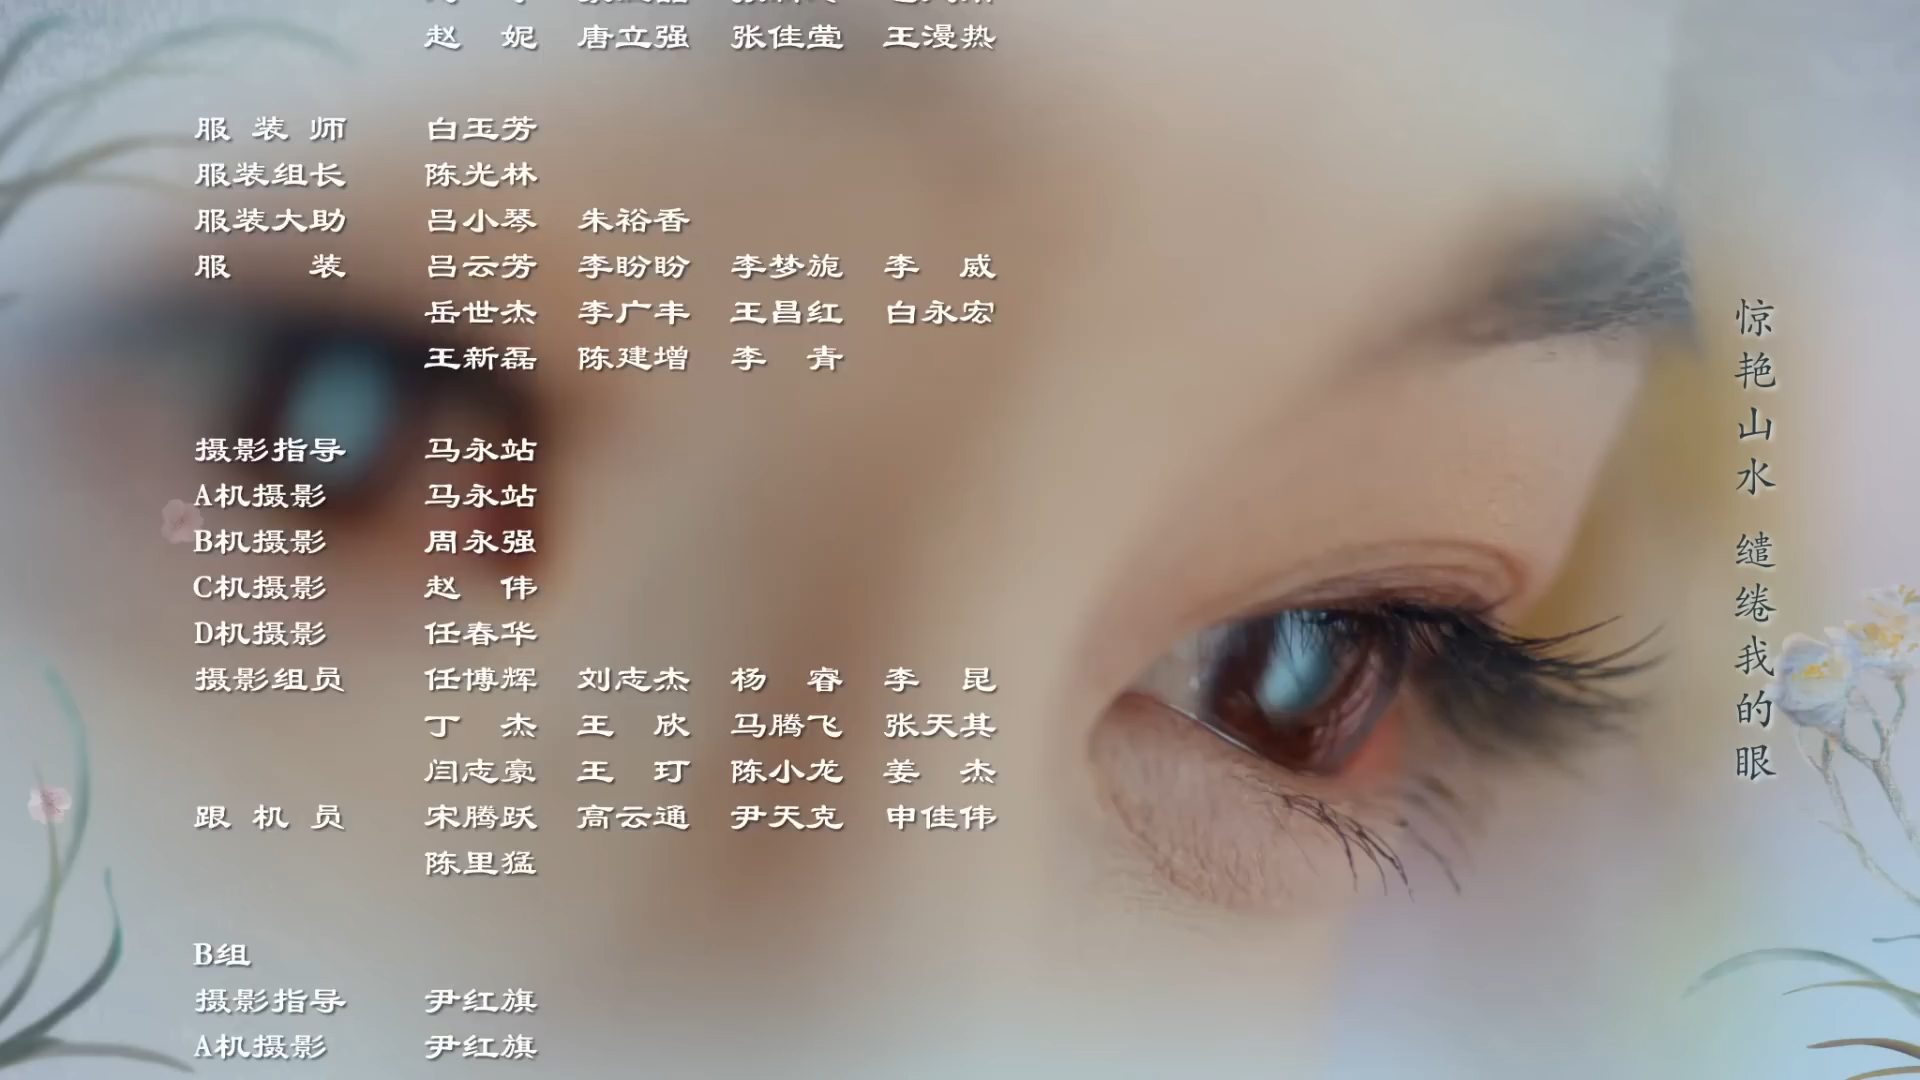 赵 妮 唐立强 张佳莹 王漫热
服装师 白玉芳
服装组长 陈光林
服装大助 吕小琴 朱裕香
服装 吕云芳 李盼盼 李梦旎 李威
岳世杰 李广丰 王昌红 白永宏
王新磊 陈建增 李青
摄影指导 马永站
A机摄影 马永站
B机摄影 周永强
C机摄影 赵伟
D机摄影 任春华
摄影组员 任博辉 刘志杰 杨睿 李昆
丁杰 王欣 马腾飞 张天其
闫志豪 王玎 陈小龙 姜杰
跟机员 宋腾跃 高云通 尹天克 申佳伟
陈里猛
B组
摄影指导 尹红旗
A机摄影 尹红旗
惊艳山水 缱绻我的眼